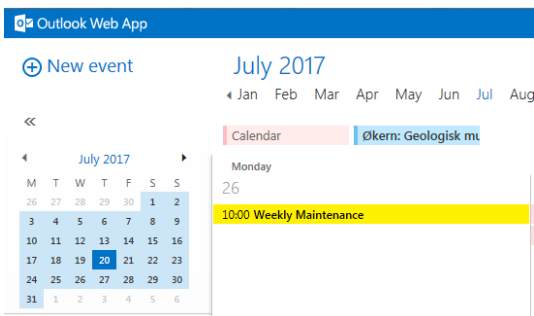 Outlook Web App
New event
July 2017
Jan Feb Mar Apr May Jun Jul Aug
Calendar
Økern: Geologisk mu
July 2017
M T W T F S S
26 27 28 29 30 1 2
3 4 5 6 7 8 9
10 11 12 13 14 15 16
17 18 19 20 21 22 23
24 25 26 27 28 29 30
31 1 2 3 4 5 6
Monday
26
10:00 Weekly Maintenance